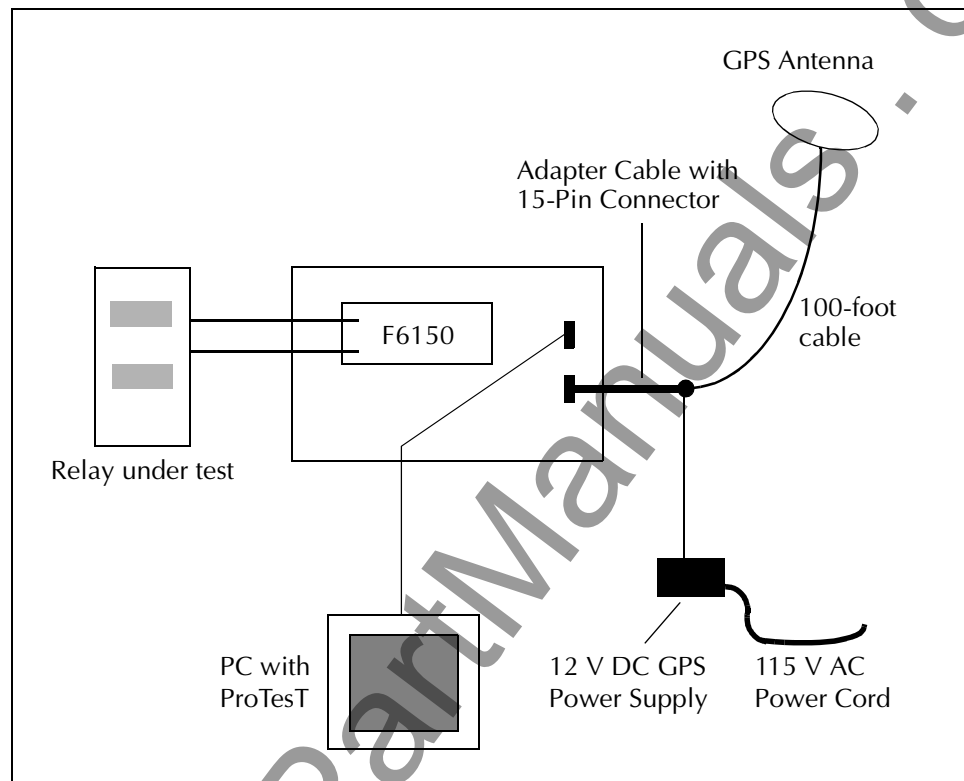 GPS Antenna
Adapter Cable with
15-Pin Connector
100-foot
cable
F6150
Relay under test
PC with
ProTesT
12 V DC GPS
Power Supply
115 V AC
Power Cord
PartManuals.